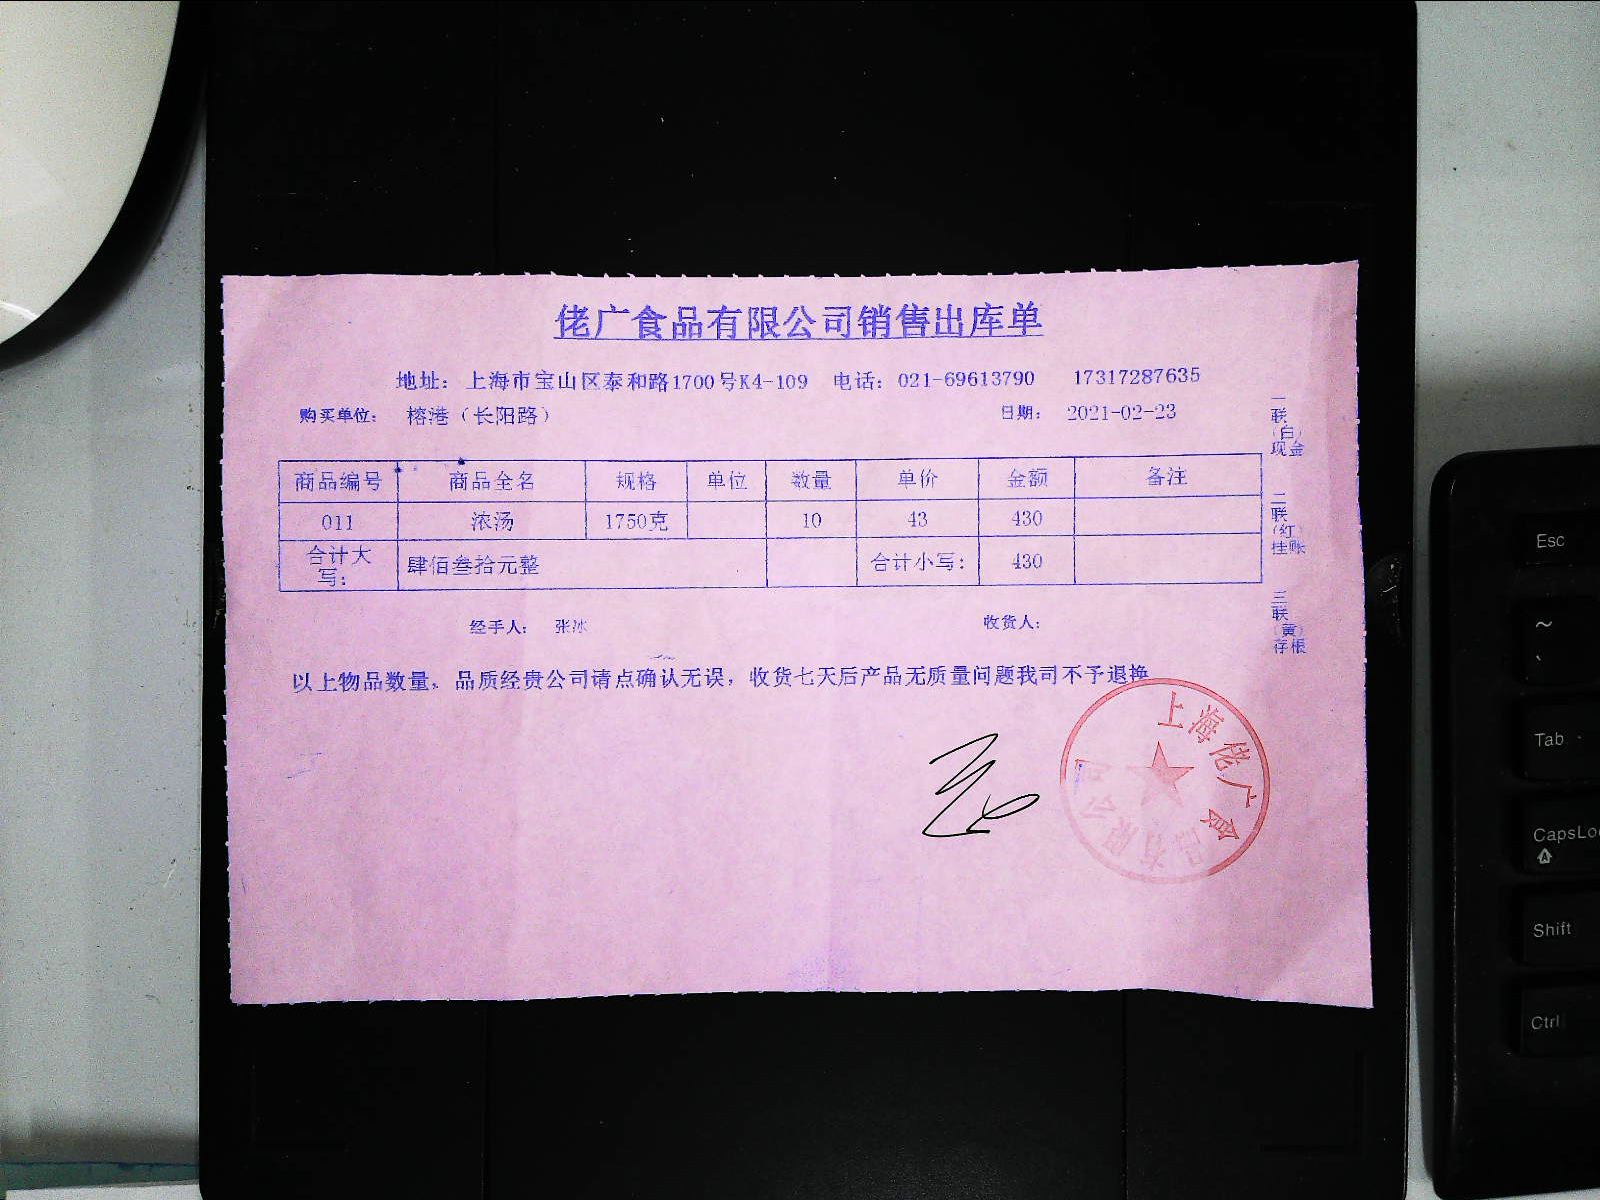 佬广食品有限公司销售出库单
地址：上海市宝山区泰和路1700号K4-109 电话：021-69613790 17317287635
购买单位：榕港（长阳路） 日期：2021-02-23
商品编号 商品全名 规格 单位 数量 单价 金额 备注
011 浓汤 1750克 10 43 430
合计大写：肆佰叁拾元整 合计小写：430
经手人：张冰 收货人：
以上物品数量，品质经贵公司请点确认无误，收货七天后产品无质量问题我司不予退换
一联（白）现金
二联（红）挂账
三联（黄）存根
上海佬广食品有限公司
Esc
~
Tab
CapsLo
Shift
Ctrl